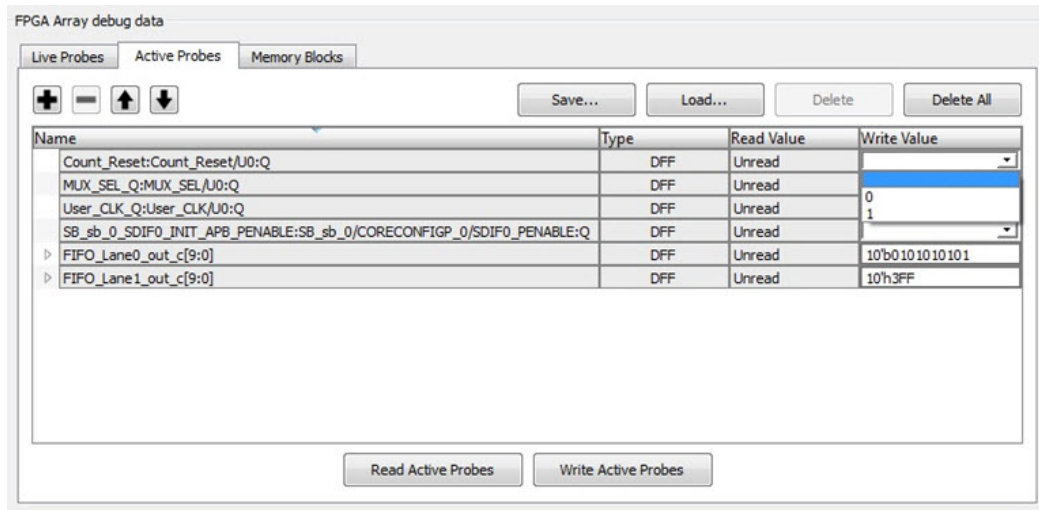 FPGA Array debug data
Live Probes Active Probes Memory Blocks
Save... Load... Delete Delete All
Name Type Read Value Write Value
Count_Reset:Count_Reset/U0:Q DFF Unread
MUX_SEL_Q:MUX_SEL/U0:Q DFF Unread
0
User_CLK_Q:User_CLK/U0:Q DFF Unread
1
SB_sb_0_SDIF0_INIT_APB_PENABLE:SB_sb_0/CORECONFIGP_0/SDIF0_PENABLE:Q DFF Unread
FIFO_Lane0_out_c[9:0] DFF Unread 10'b0101010101
FIFO_Lane1_out_c[9:0] DFF Unread 10'h3FF
Read Active Probes Write Active Probes